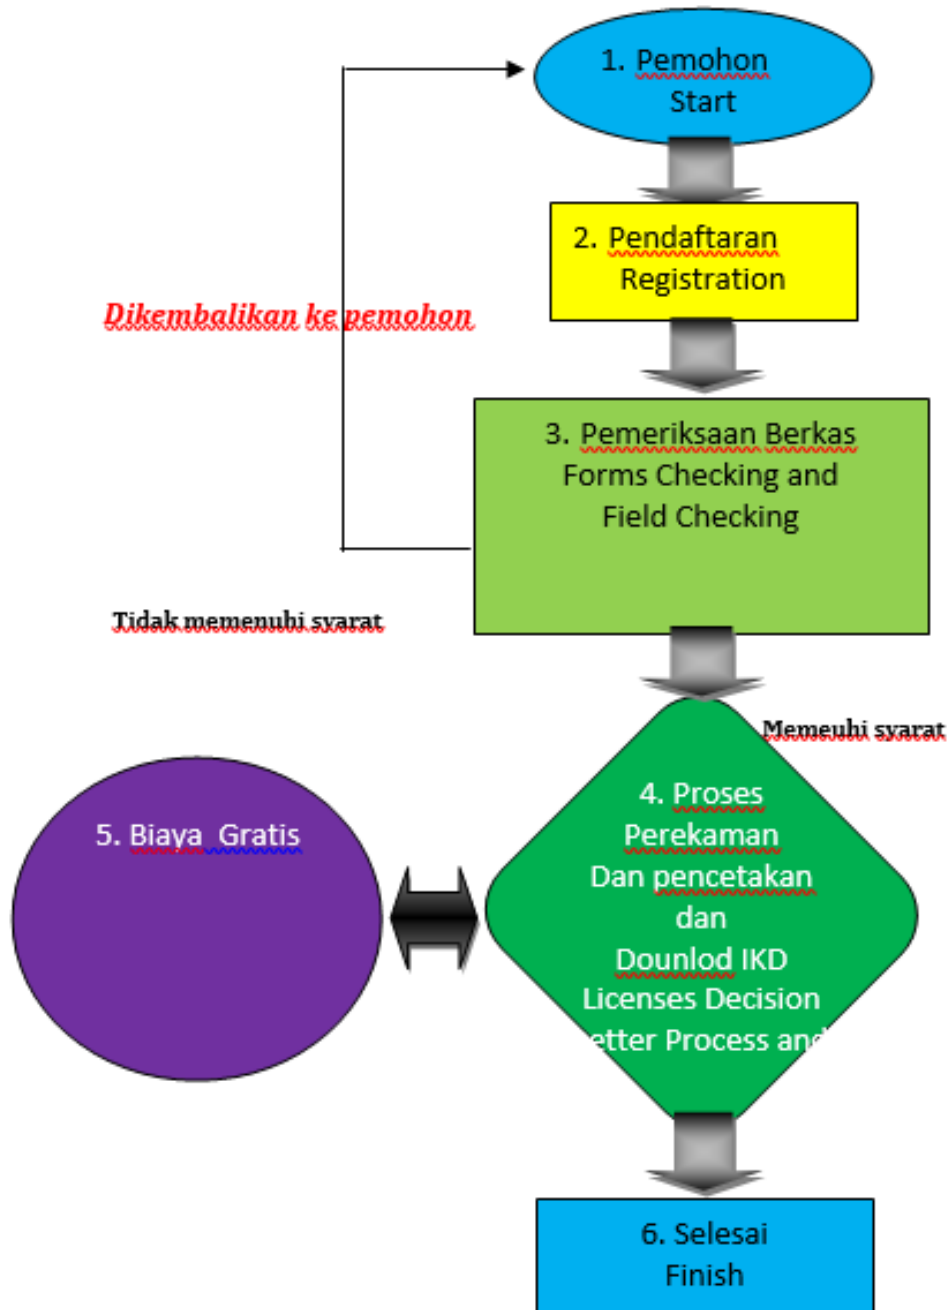 1. Pemohon
Start
2. Pendaftaran
Registration
Dikembalikan ke pemohon
3. Pemeriksaan Berkas
Forms Checking and
Field Checking
Tidak memenuhi syarat
Memeuhi syarat
4. Proses
Perekaman
Dan pencetakan
dan
Dounlod IKD
Licenses Decision
etter Process and
5. Biaya Gratis
6. Selesai
Finish